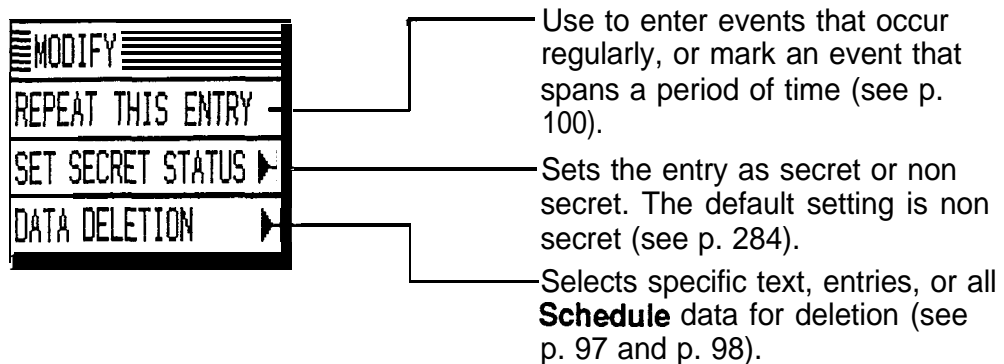 MODIFY
REPEAT THIS ENTRY
SET SECRET STATUS
DATA DELETION
Use to enter events that occur
regularly, or mark an event that
spans a period of time (see p.
100).
Sets the entry as secret or non
secret. The default setting is non
secret (see p. 284).
Selects specific text, entries, or all
Schedule data for deletion (see
p. 97 and p. 98).